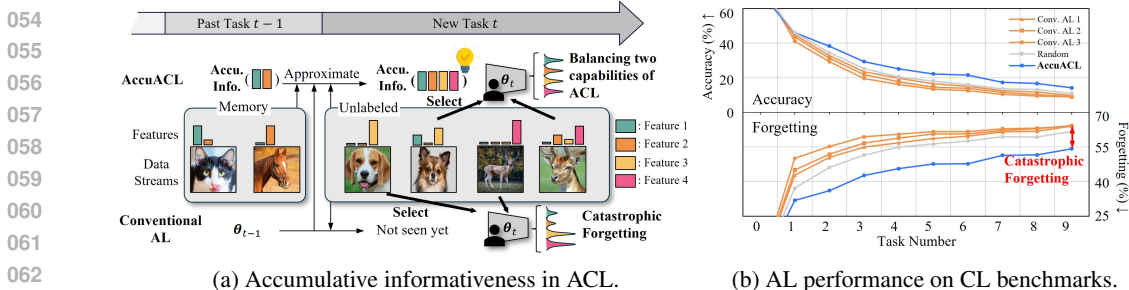 054
055
056
057
058
059
060
061
062
Past Task t − 1
New Task t
AccuACL
Accu. Info. ( )
Approximate
Accu. Info. ( )
Select
θt
Balancing two capabilities of ACL
Memory
Unlabeled
Features
Data Streams
: Feature 1
: Feature 2
: Feature 3
: Feature 4
Conventional AL
θt−1
Not seen yet
Select
θt
Catastrophic Forgetting
(a) Accumulative informativeness in ACL.
Accuracy (%) ↑
60
40
20
0
Conv. AL 1
Conv. AL 2
Conv. AL 3
Random
AccuACL
Accuracy
Forgetting
70
55
40
25
Forgetting (%) ↓
Catastrophic Forgetting
0 1 2 3 4 5 6 7 8 9
Task Number
(b) AL performance on CL benchmarks.